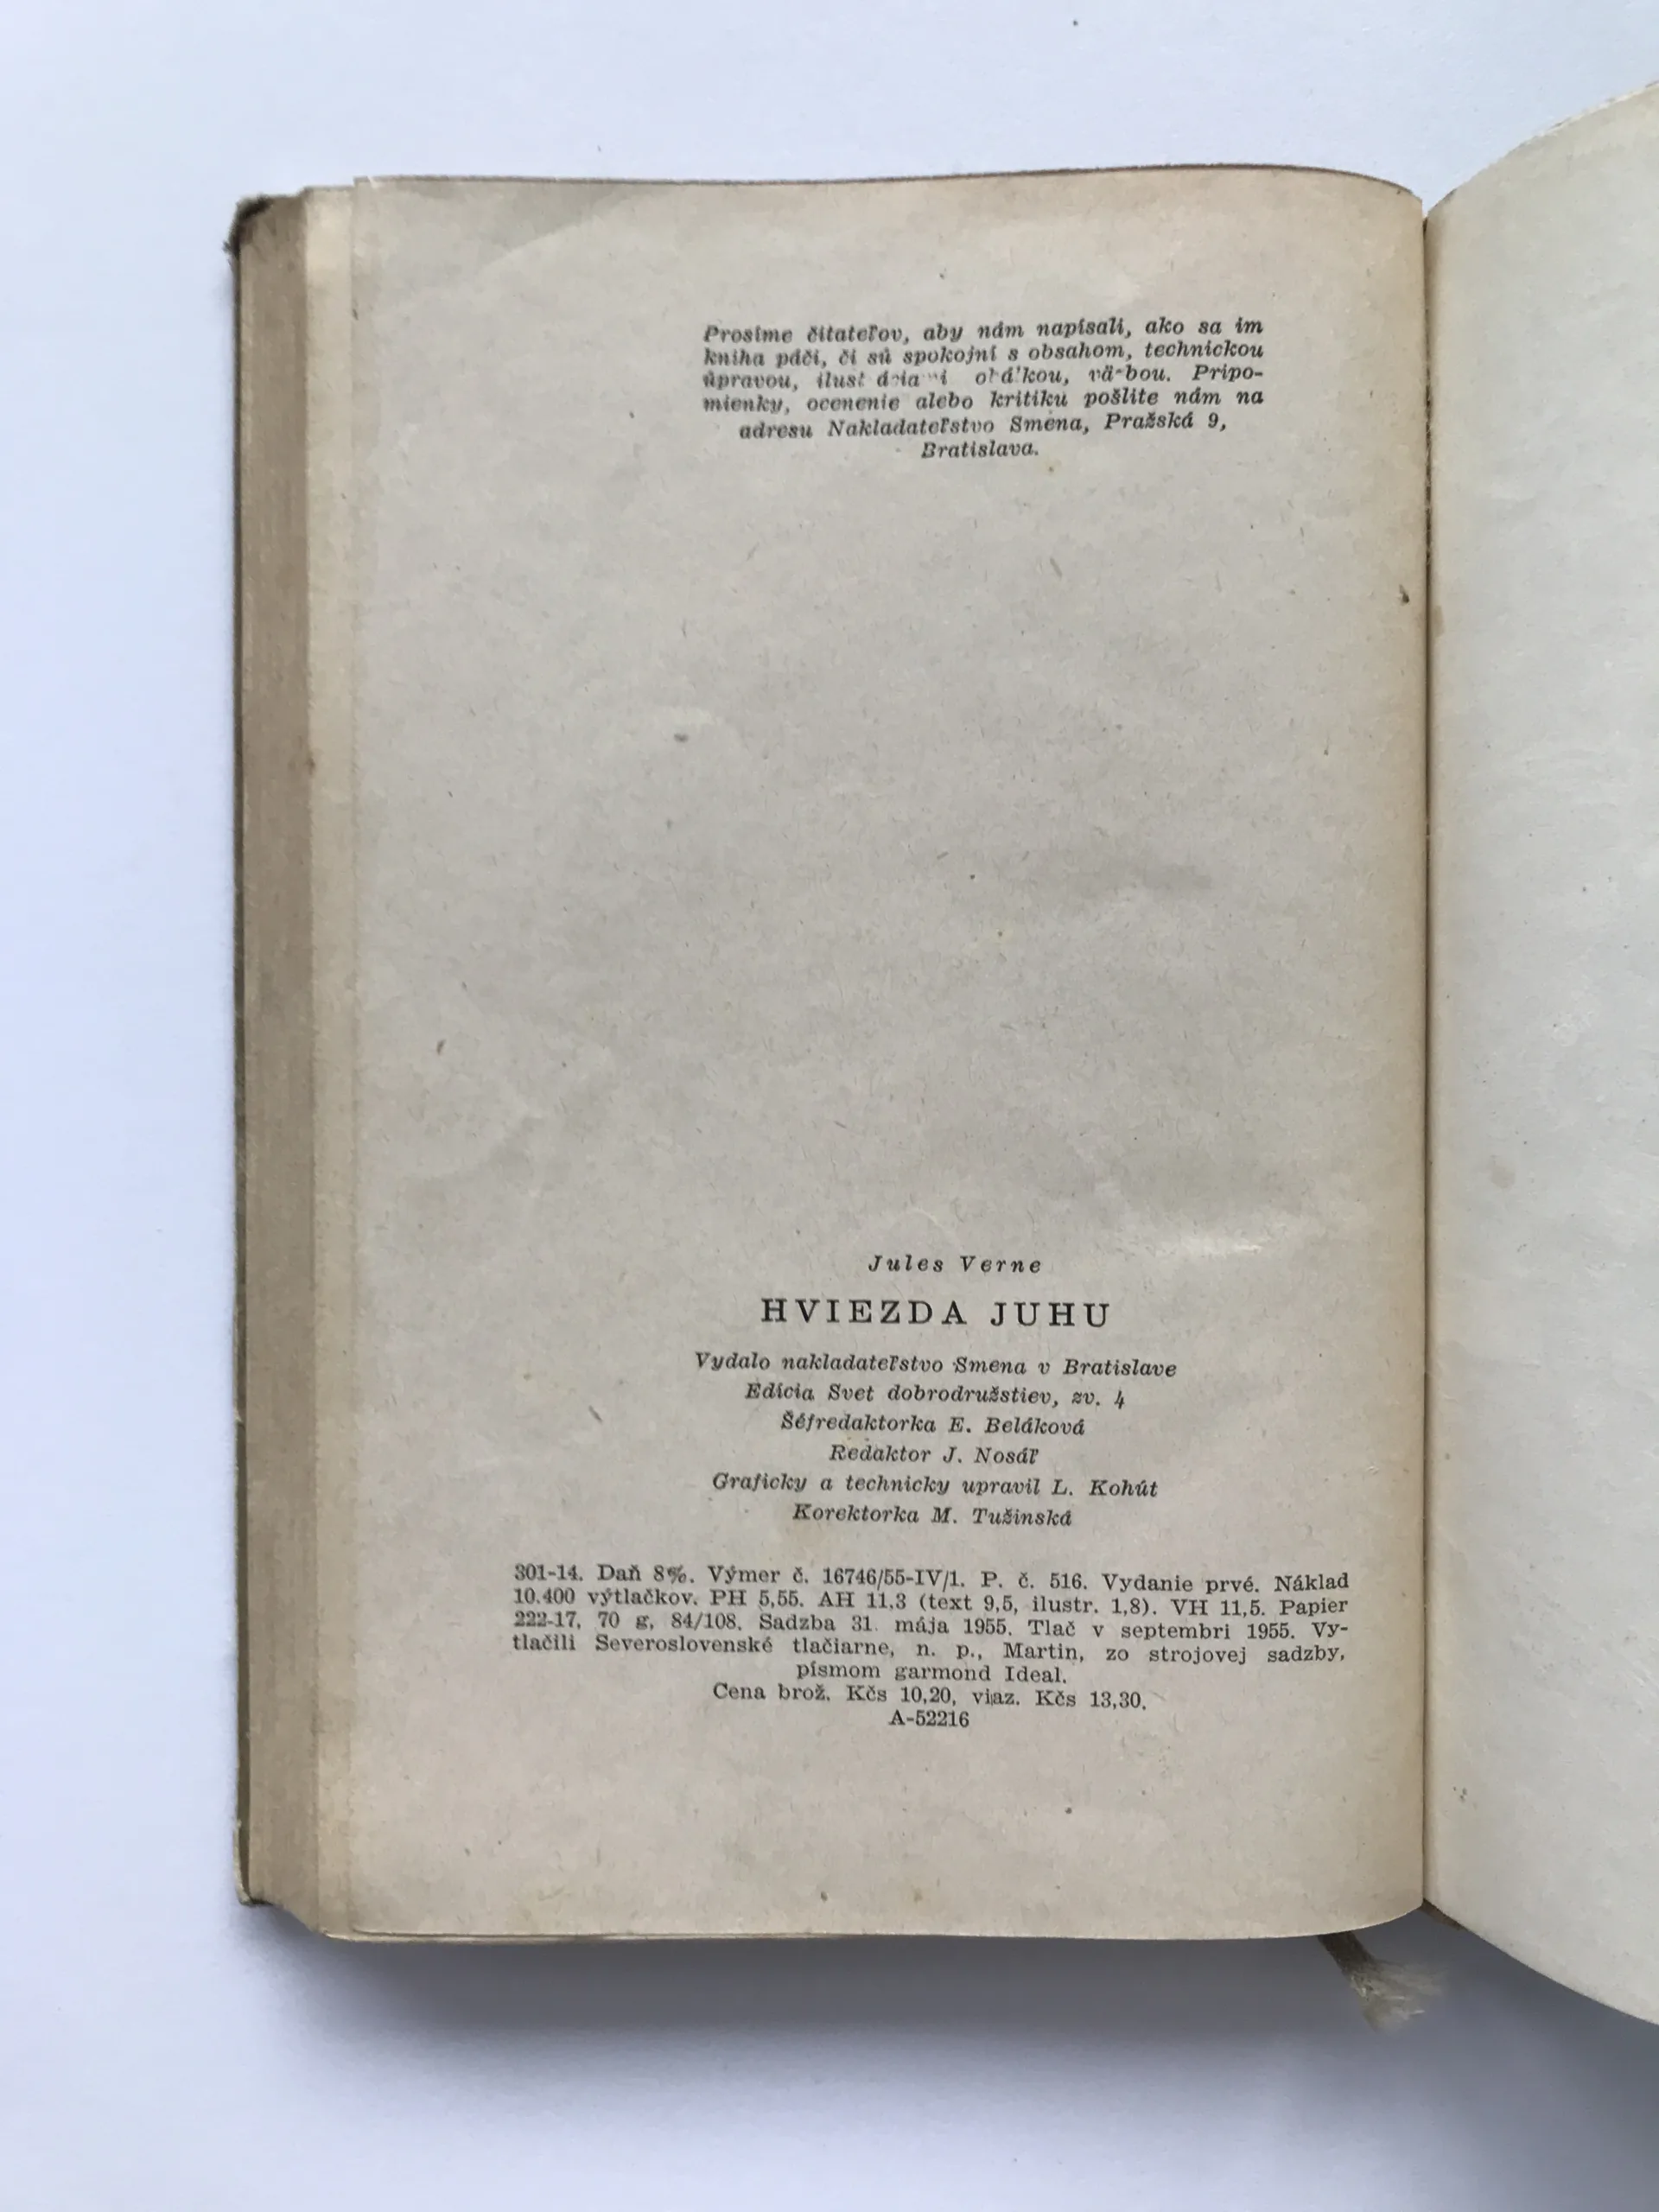 Prosíme čitateľov, aby nám napísali, ako sa im
kniha páči, či sú spokojní s obsahom, technickou
úpravou, Pripo-
mienky, ocenenie alebo kritiku pošlite nám na
adresu Nakladateľstvo Smena, Pražská 9,
Bratislava.
Jules Verne
HVIEZDA JUHU
Vydalo nakladateľstvo Smena v Bratislave
Edícia Svet dobrodružstiev, zv. 4
Šéfredaktorka E. Beláková
Redaktor J. Nosáľ
Graficky a technicky upravil L. Kohút
Korektorka M. Tužinská
301-14. Daň 8%. Výmer č. 16746/55-IV/1. P. č. 516. Vydanie prvé. Náklad
10.400 výtlačkov. PH 5,55. AH 11,3 (text 9,5, ilustr. 1,8). VH 11,5. Papier
222-17, 70 g, 84/108. Sadzba 31. mája 1955. Tlač v septembri 1955. Vy-
tlačili Severoslovenské tlačiarne, n. p., Martin, zo strojovej sadzby,
písmom garmond Ideal.
Cena brož. Kčs 10,20, viaz. Kčs 13,30.
A-52216